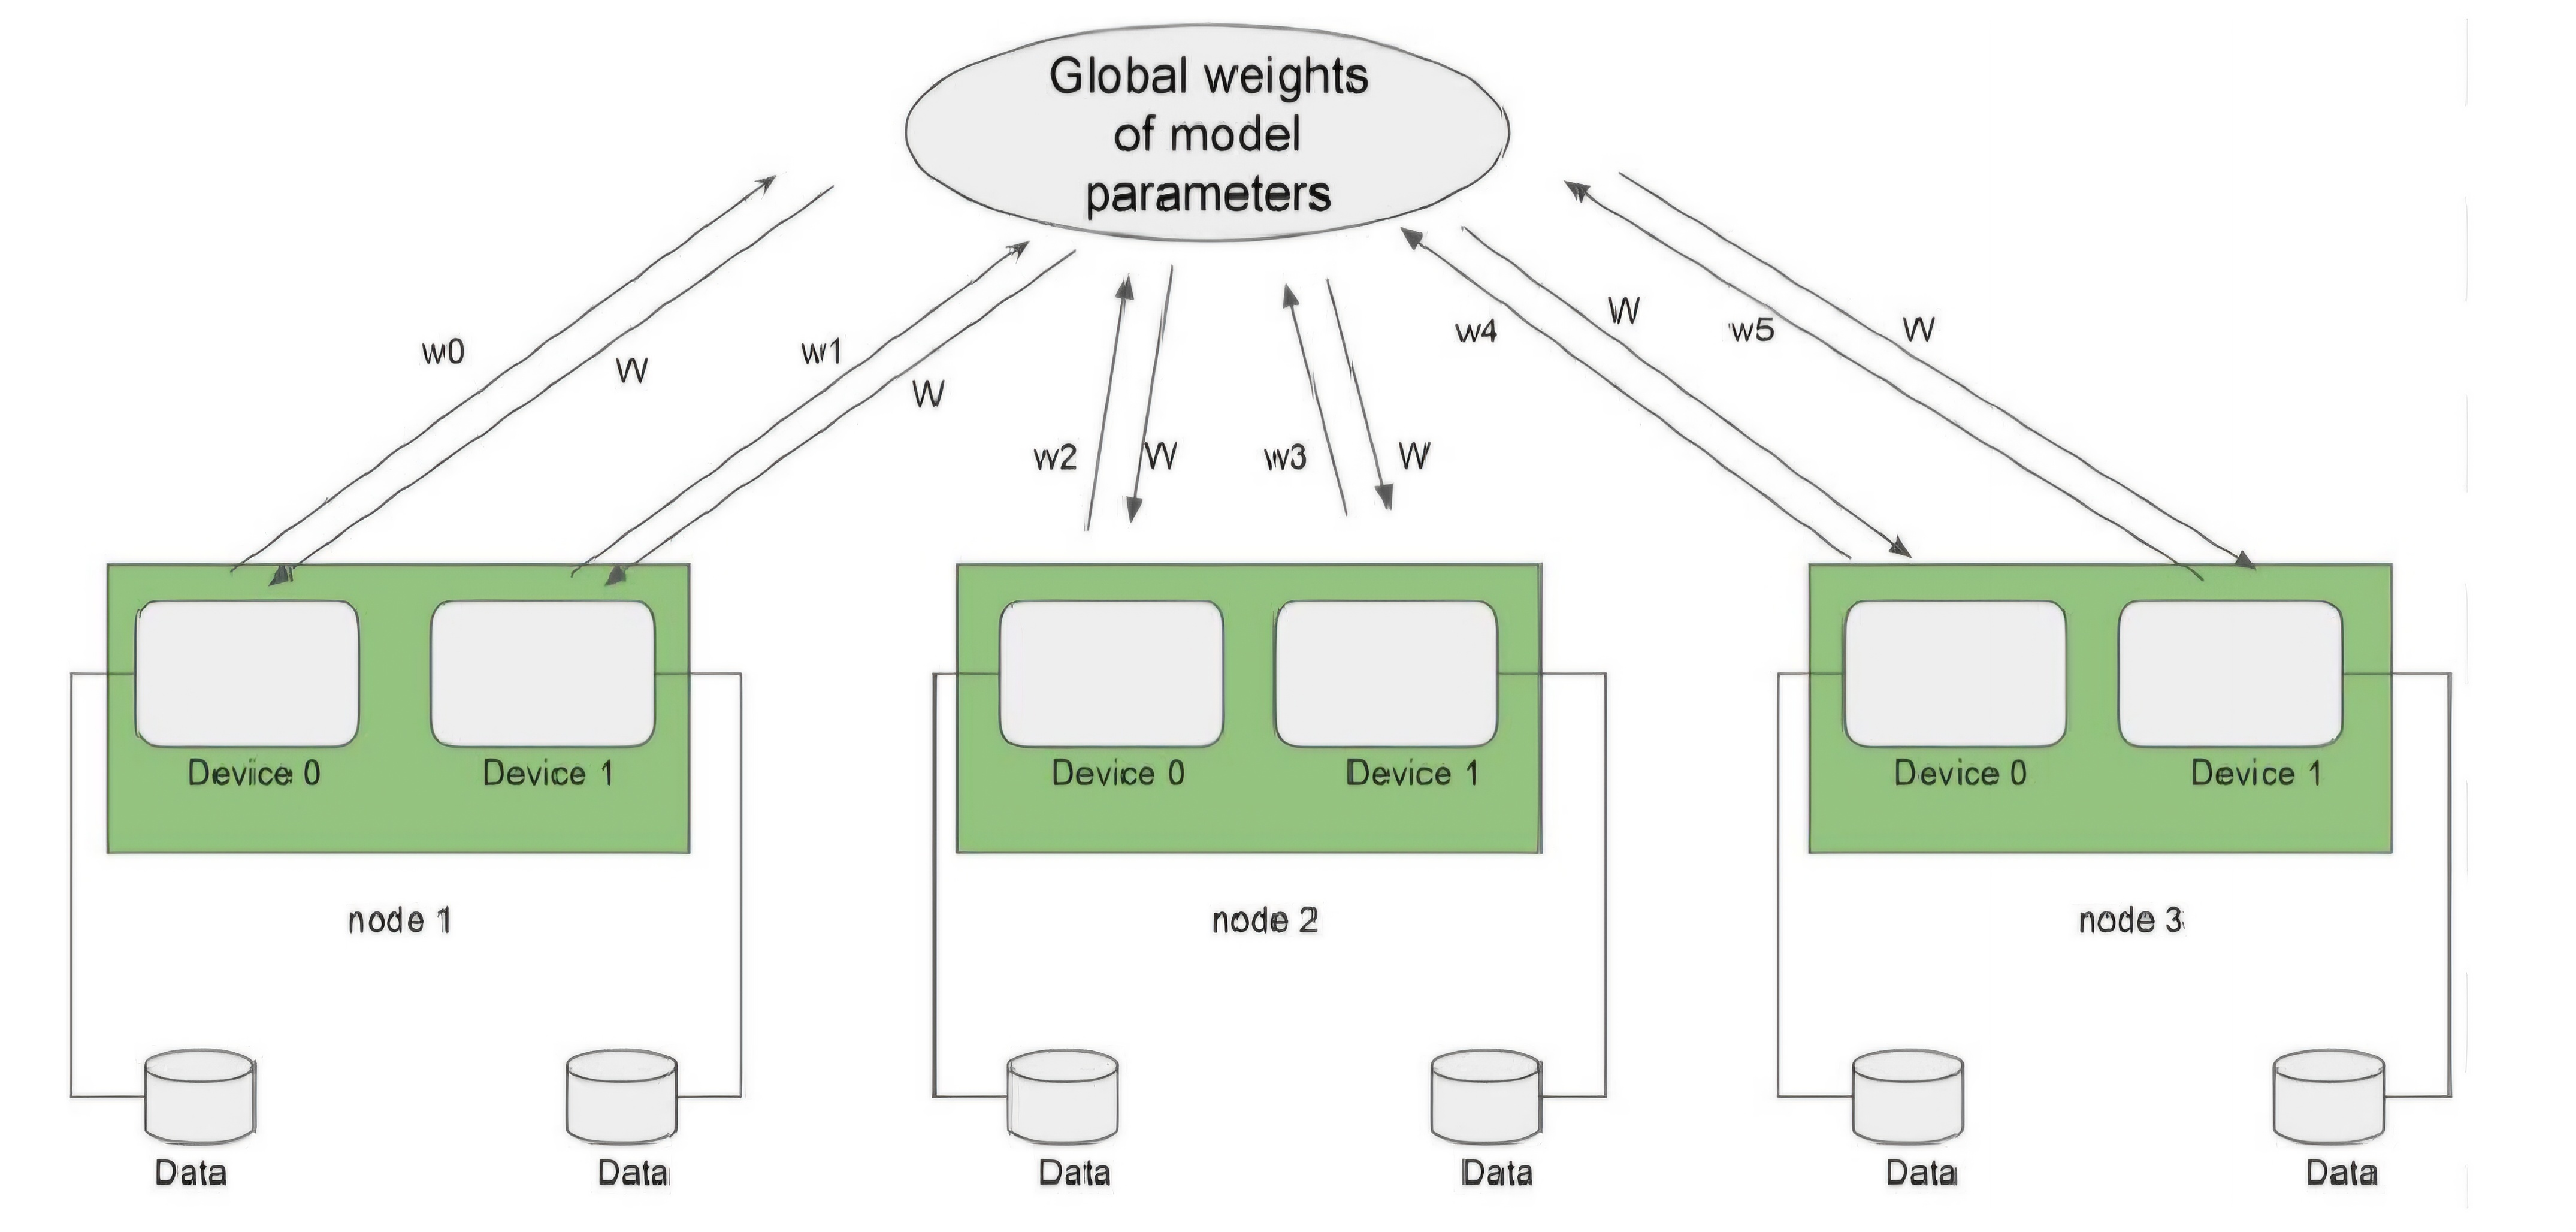 Global weights
of model
parameters
w0
W
w1
W
w2
W
w3
W
w4
W
w5
W
Device 0
Device 1
Device 0
Device 1
Device 0
Device 1
node 1
node 2
node 3
Data
Data
Data
Data
Data
Data